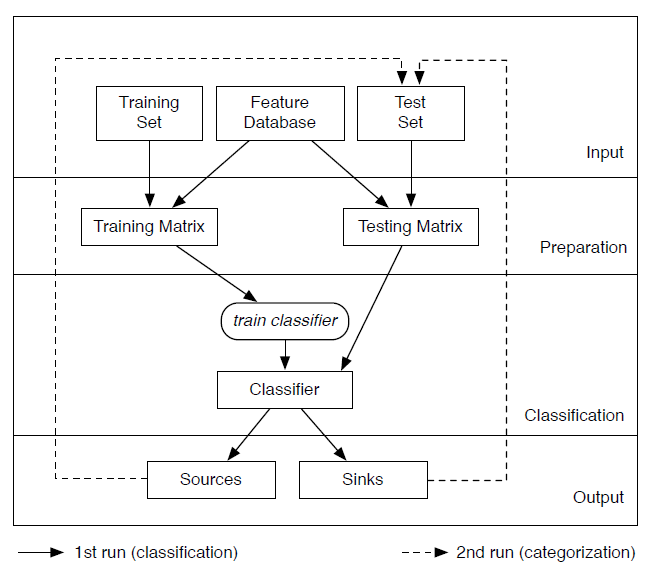 Training
Set
Feature
Database
Test
Set
Input
Training Matrix
Testing Matrix
Preparation
train classifier
Classifier
Classification
Sources
Sinks
Output
1st run (classification)
2nd run (categorization)